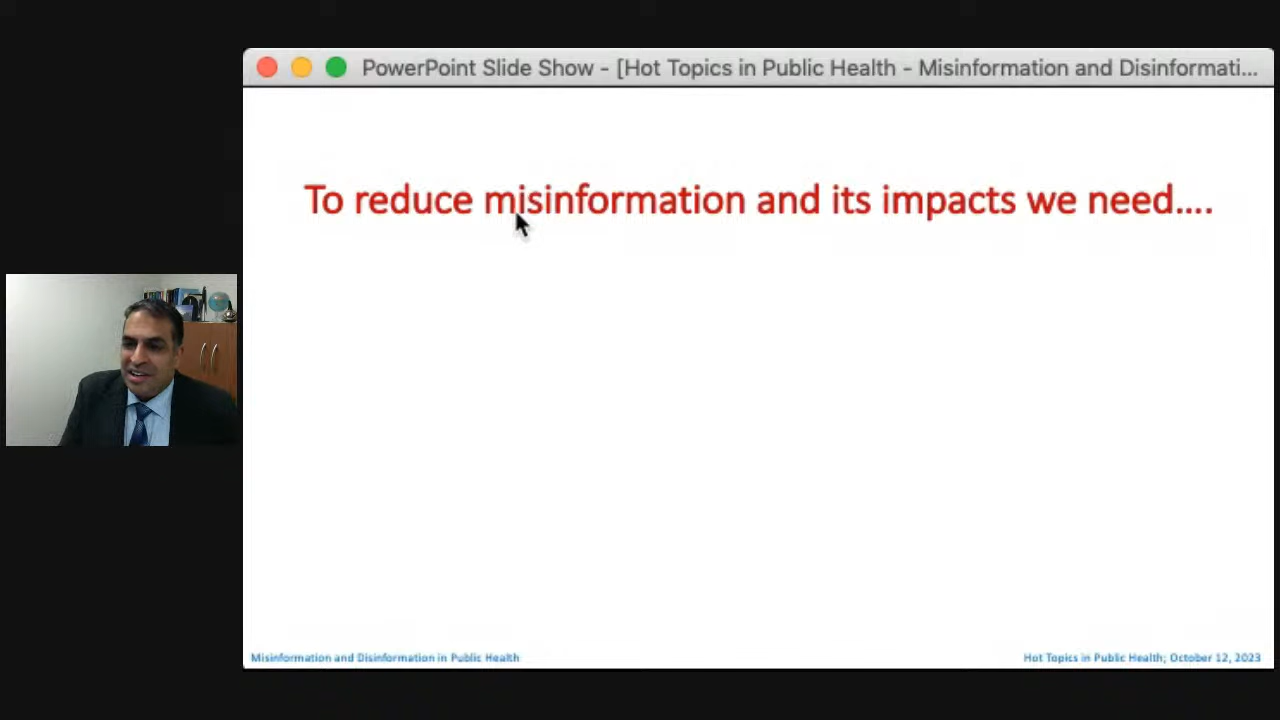 PowerPoint Slide Show - [Hot Topics in Public Health - Misinformation and Disinformati...
To reduce misinformation and its impacts we need....
Misinformation and Disinformation in Public Health
Hot Topics in Public Health; October 12, 2023